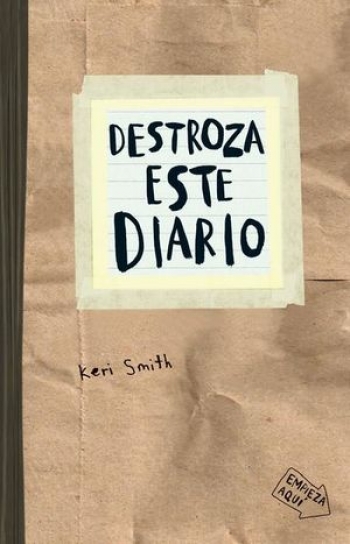 DESTROZA
ESTE
DIARIO
Keri Smith
EMPIEZA
AQUÍ